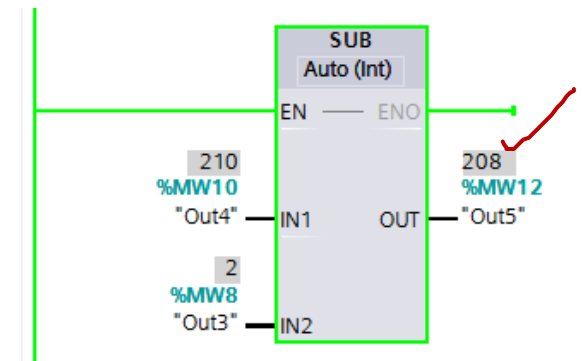 SUB
Auto (Int)
EN ENO
210 208
%MW10 %MW12
"Out4" IN1 OUT "Out5"
2
%MW8
"Out3" IN2